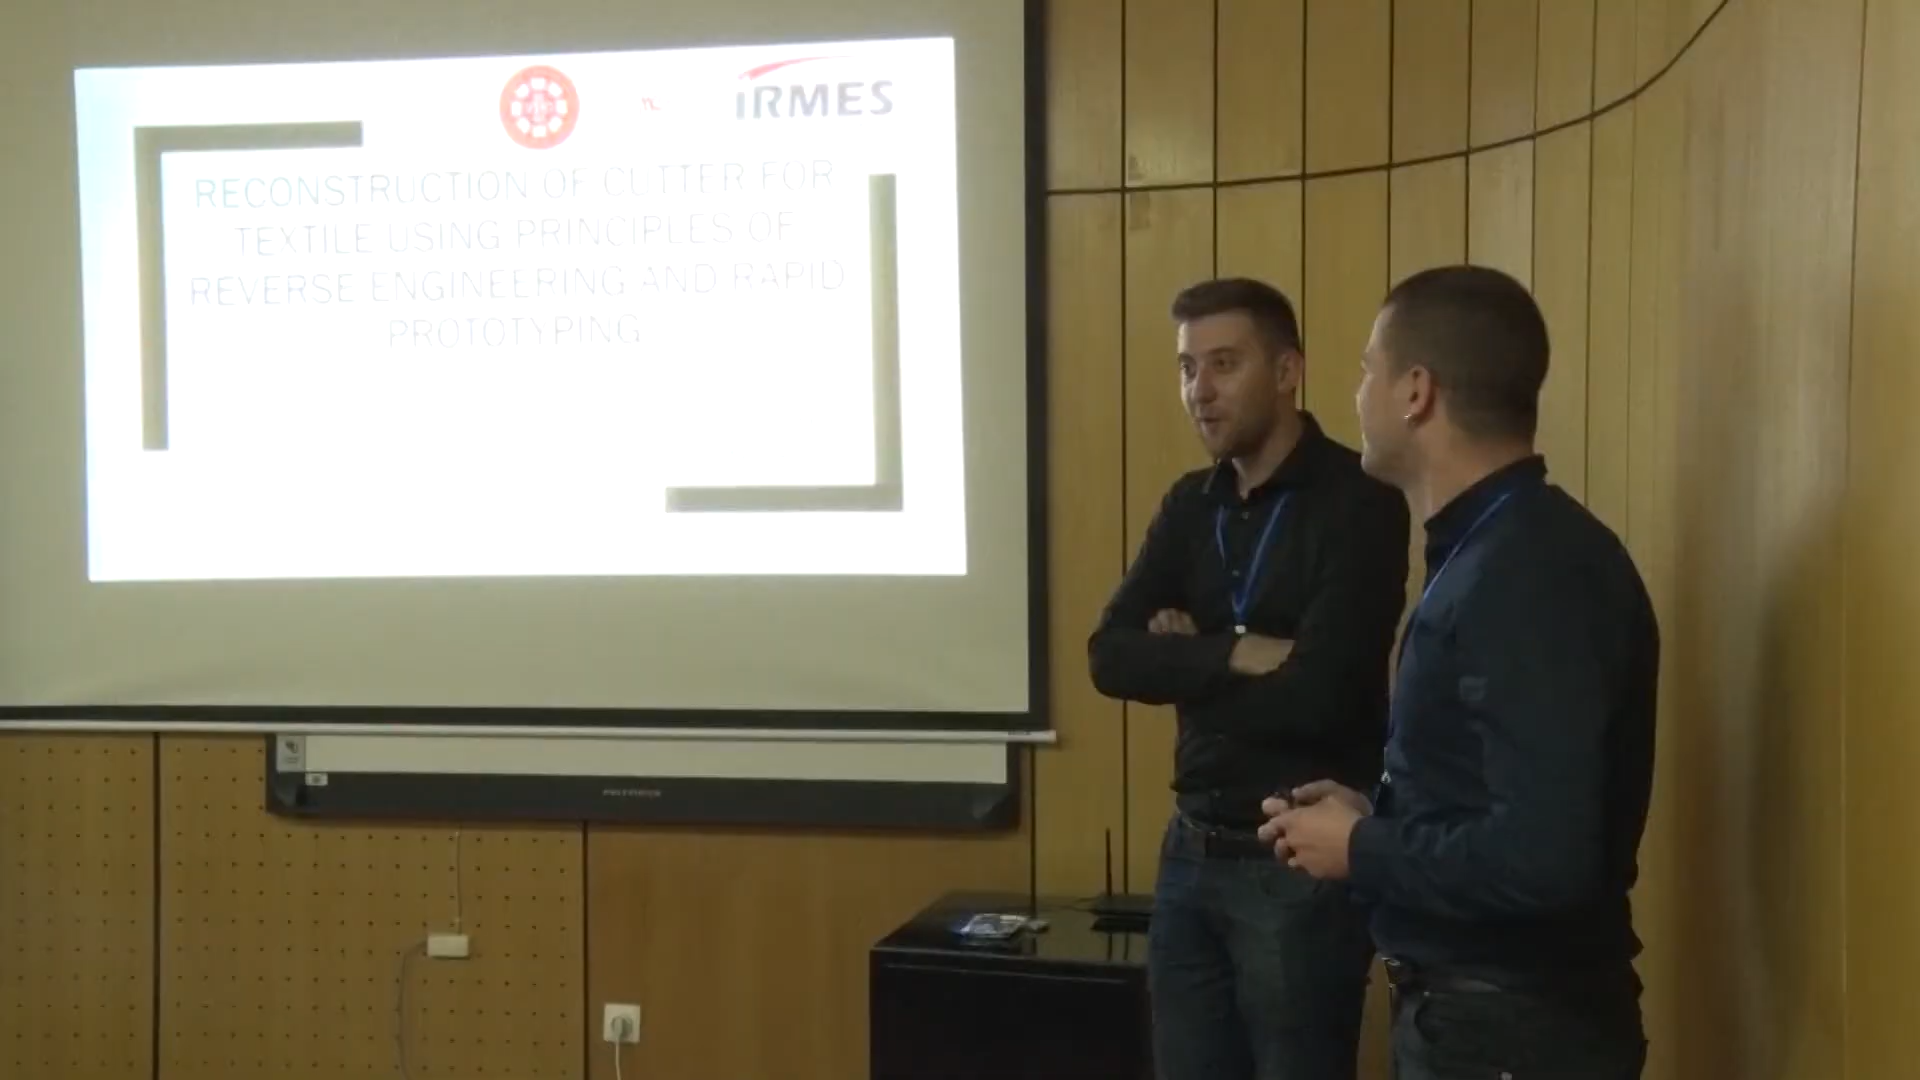 iRMES
RECONSTRUCTION OF CUTTER FOR
TEXTILE USING PRINCIPLES OF
REVERSE ENGINEERING AND RAPID
PROTOTYPING